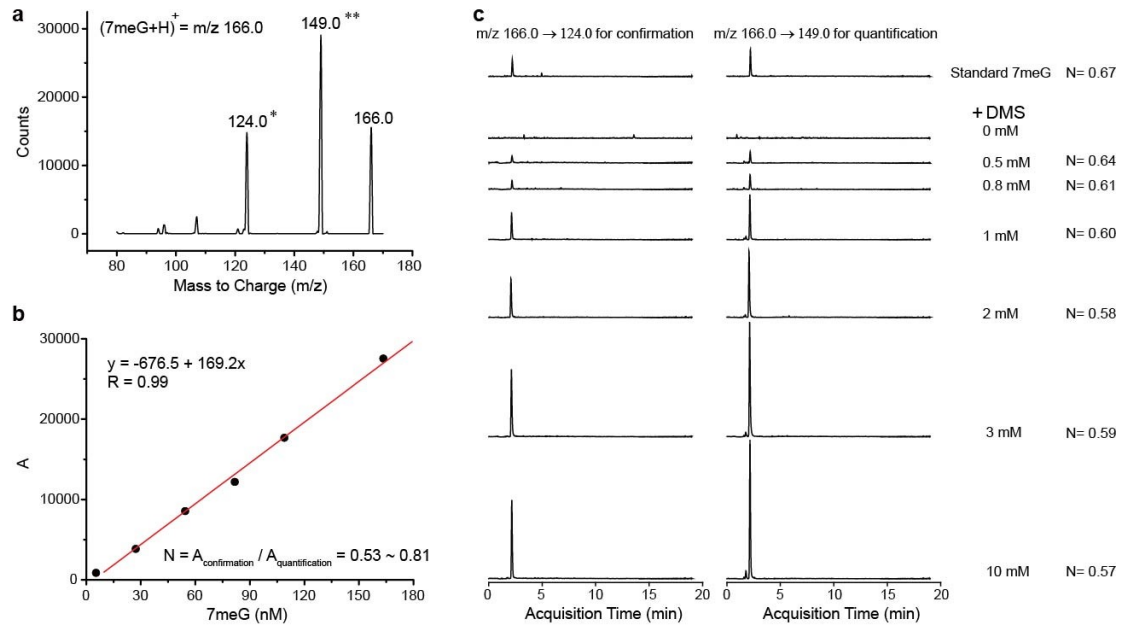 a
(7meG+H)+ = m/z 166.0
149.0 **
124.0 *
166.0
30000
20000
10000
0
Counts
80 100 120 140 160 180
Mass to Charge (m/z)
b
y = -676.5 + 169.2x
R = 0.99
30000
20000
10000
0
A
N = Aconfirmation / Aquantification = 0.53 ~ 0.81
0 30 60 90 120 150 180
7meG (nM)
c
m/z 166.0 → 124.0 for confirmation m/z 166.0 → 149.0 for quantification
Standard 7meG N= 0.67
+ DMS
0 mM
0.5 mM N= 0.64
0.8 mM N= 0.61
1 mM N= 0.60
2 mM N= 0.58
3 mM N= 0.59
10 mM N= 0.57
0 5 10 15 20 0 5 10 15 20
Acquisition Time (min) Acquisition Time (min)